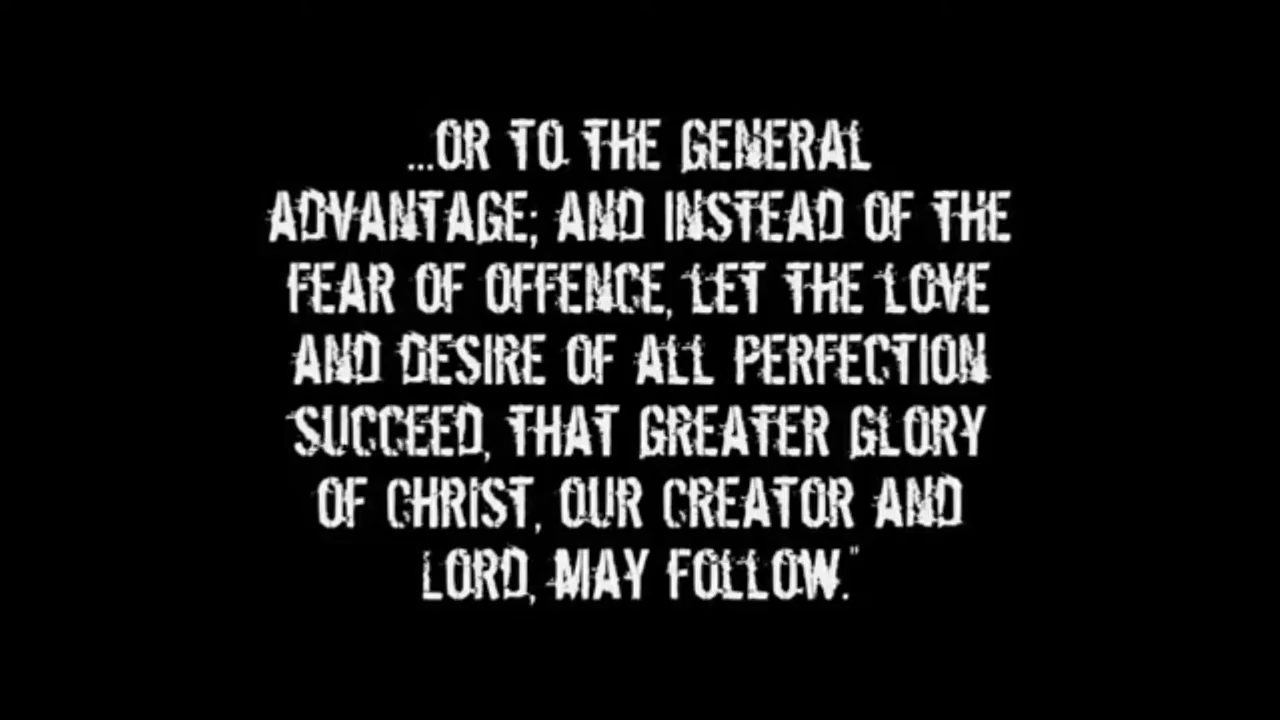 ...OR TO THE GENERAL
ADVANTAGE; AND INSTEAD OF THE
FEAR OF OFFENCE, LET THE LOVE
AND DESIRE OF ALL PERFECTION
SUCCEED, THAT GREATER GLORY
OF CHRIST, OUR CREATOR AND
LORD, MAY FOLLOW."